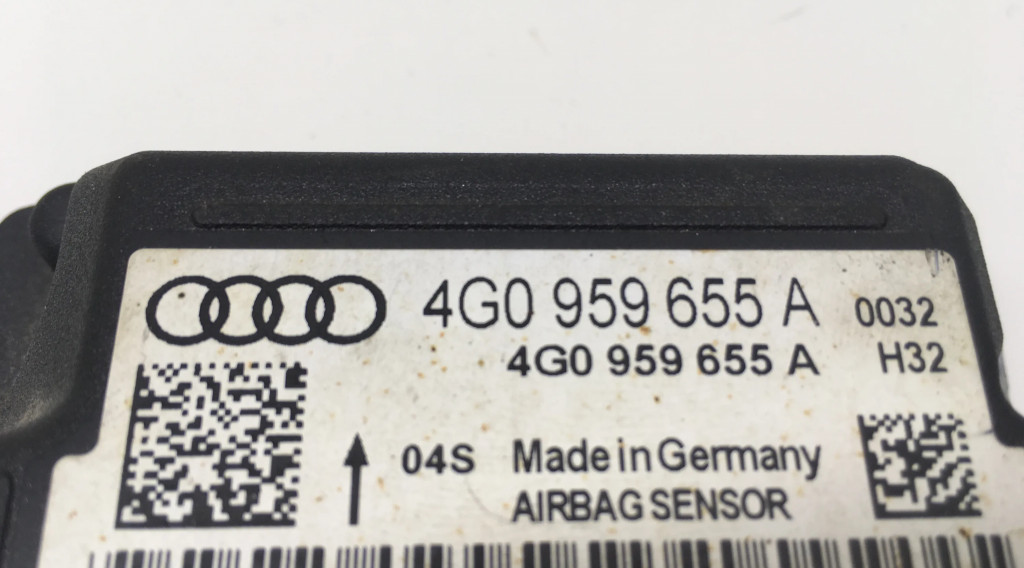 4G0 959 655 A 0032
4G0 959 655 A H32
04S Made in Germany
AIRBAG SENSOR